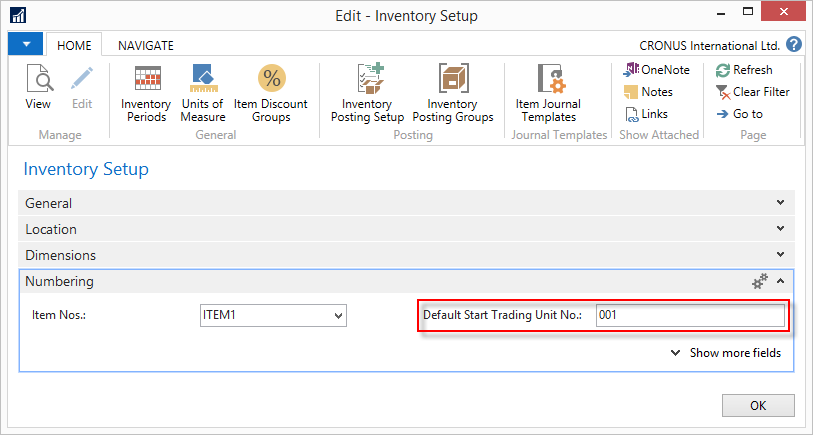 Edit - Inventory Setup
HOME
NAVIGATE
CRONUS International Ltd.
?
View
Edit
Manage
Inventory
Periods
Units of
Measure
%
Item Discount
Groups
General
Inventory
Posting Setup
Inventory
Posting Groups
Posting
Item Journal
Templates
Journal Templates
OneNote
Notes
Links
Show Attached
Refresh
Clear Filter
Go to
Page
Inventory Setup
General
Location
Dimensions
Numbering
Item Nos.:
ITEM1
Default Start Trading Unit No.:
001
Show more fields
OK